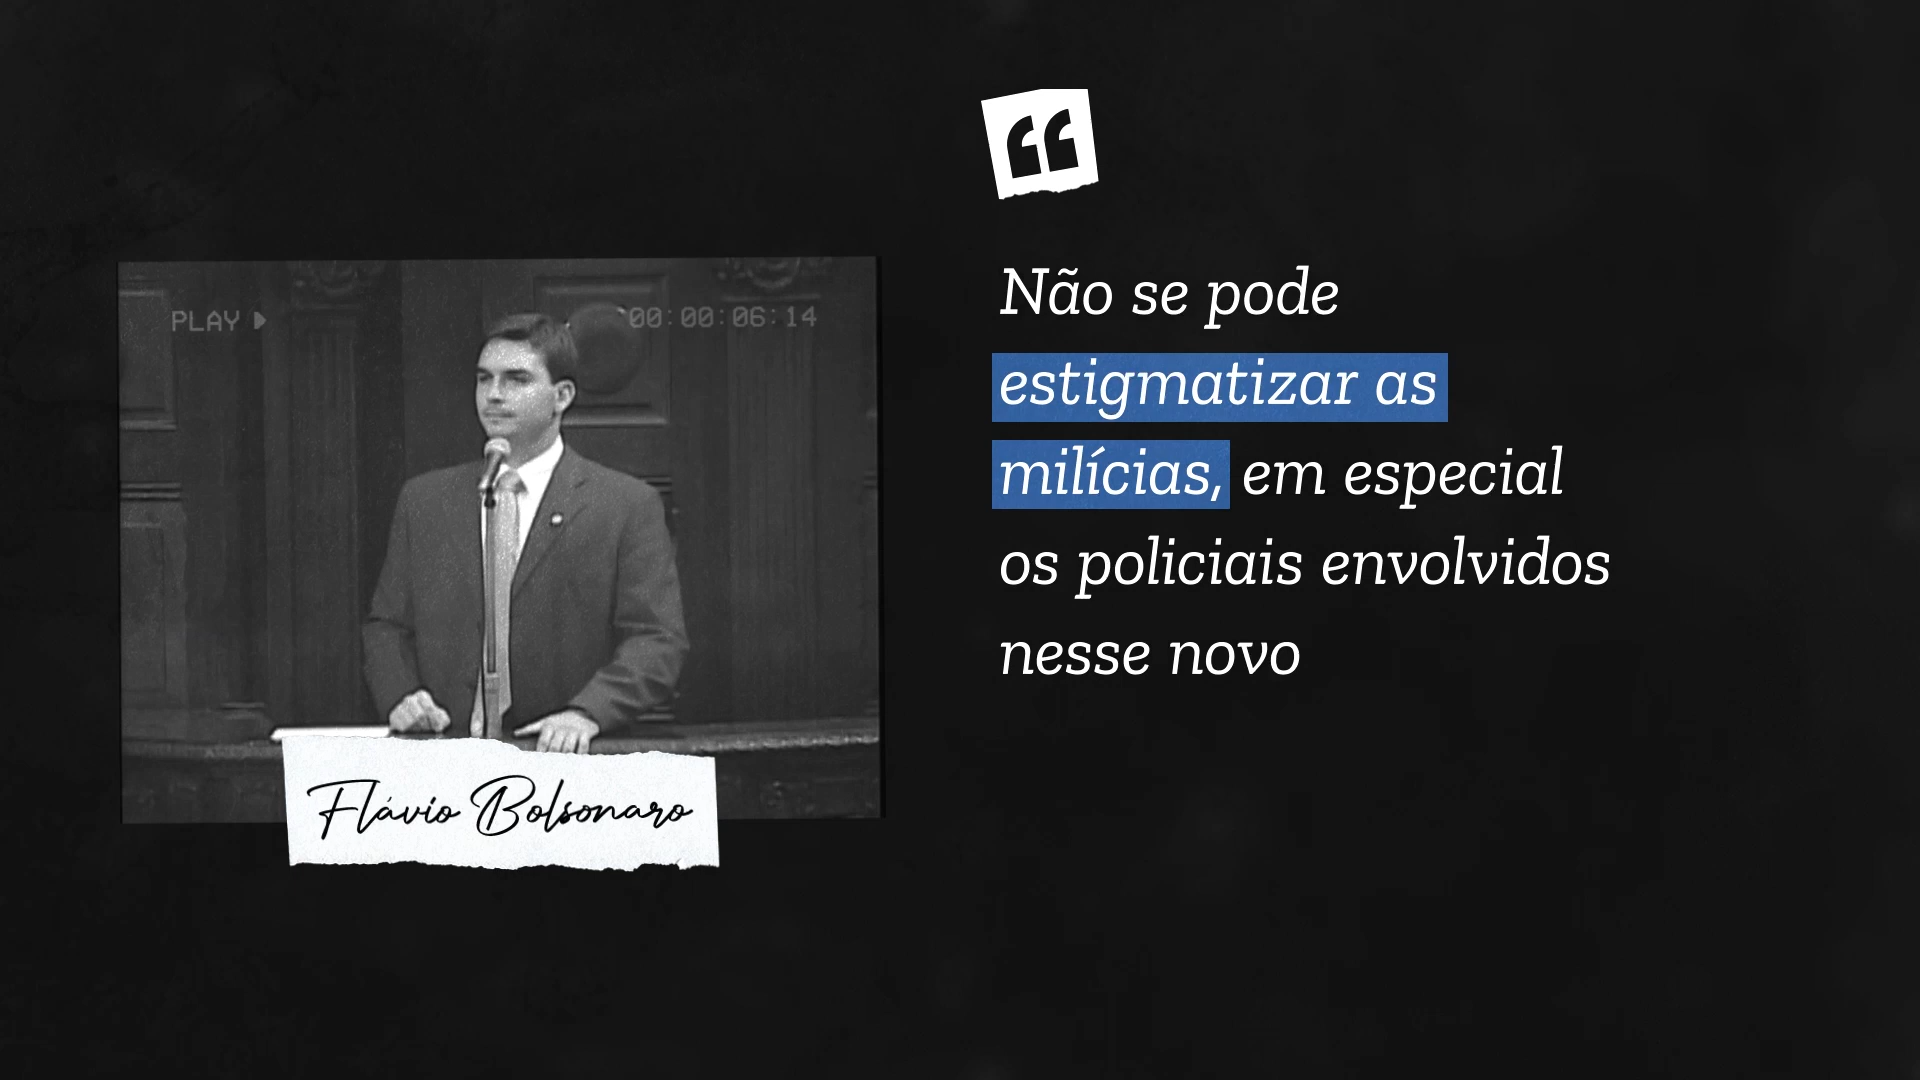 PLAY
00:00:06:14
Flávio Bolsonaro
“
Não se pode
estigmatizar as
milícias, em especial
os policiais envolvidos
nesse novo